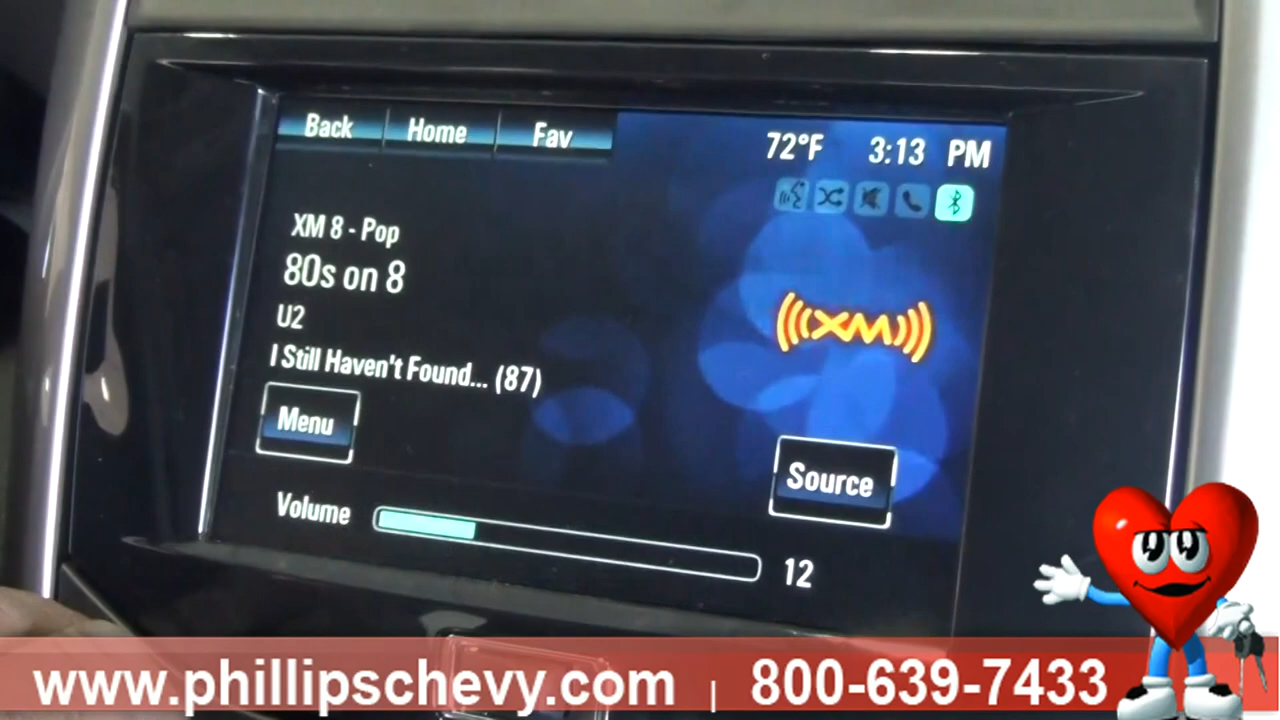 Back Home Fav
72°F 3:13 PM
XM 8 - Pop
80s on 8
U2
I Still Haven't Found... (87)
XM
Menu
Source
Volume 12
www.phillipschevy.com | 800-639-7433